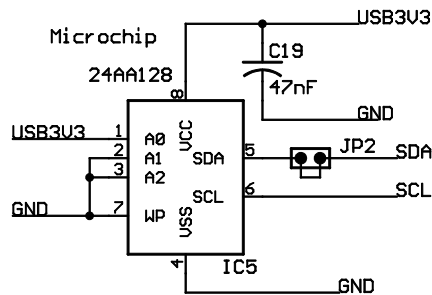 USB3V3
Microchip
C19
24AA128
47nF
8
GND
USB3V3
1
A0
VCC
2
A1
SDA
5
JP2
SDA
3
A2
SCL
6
SCL
GND
7
WP
VSS
4
IC5
GND